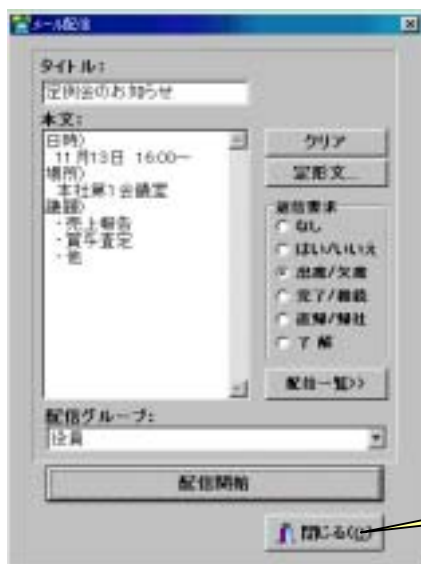 メール配信
タイトル:
定例会のお知らせ
本文:
日時)
11月13日 16:00ー
場所)
本社第1会議室
議題)
・売上報告
・賞与査定
・他
クリア
定形文...
返信要求
なし
はい/いいえ
出席/欠席
完了/継続
直帰/帰社
了解
配信一覧>>
配信グループ:
役員
配信開始
閉じる(C)